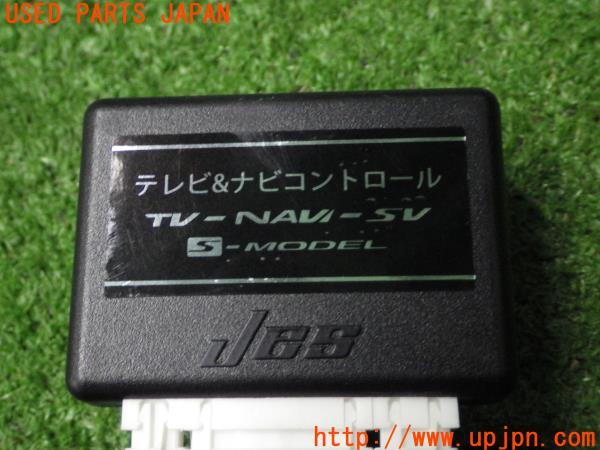 USED PARTS JAPAN
テレビ&ナビコントロール
TV-NAVI-SV
S-MODEL
Jes
http://www.upjpn.com